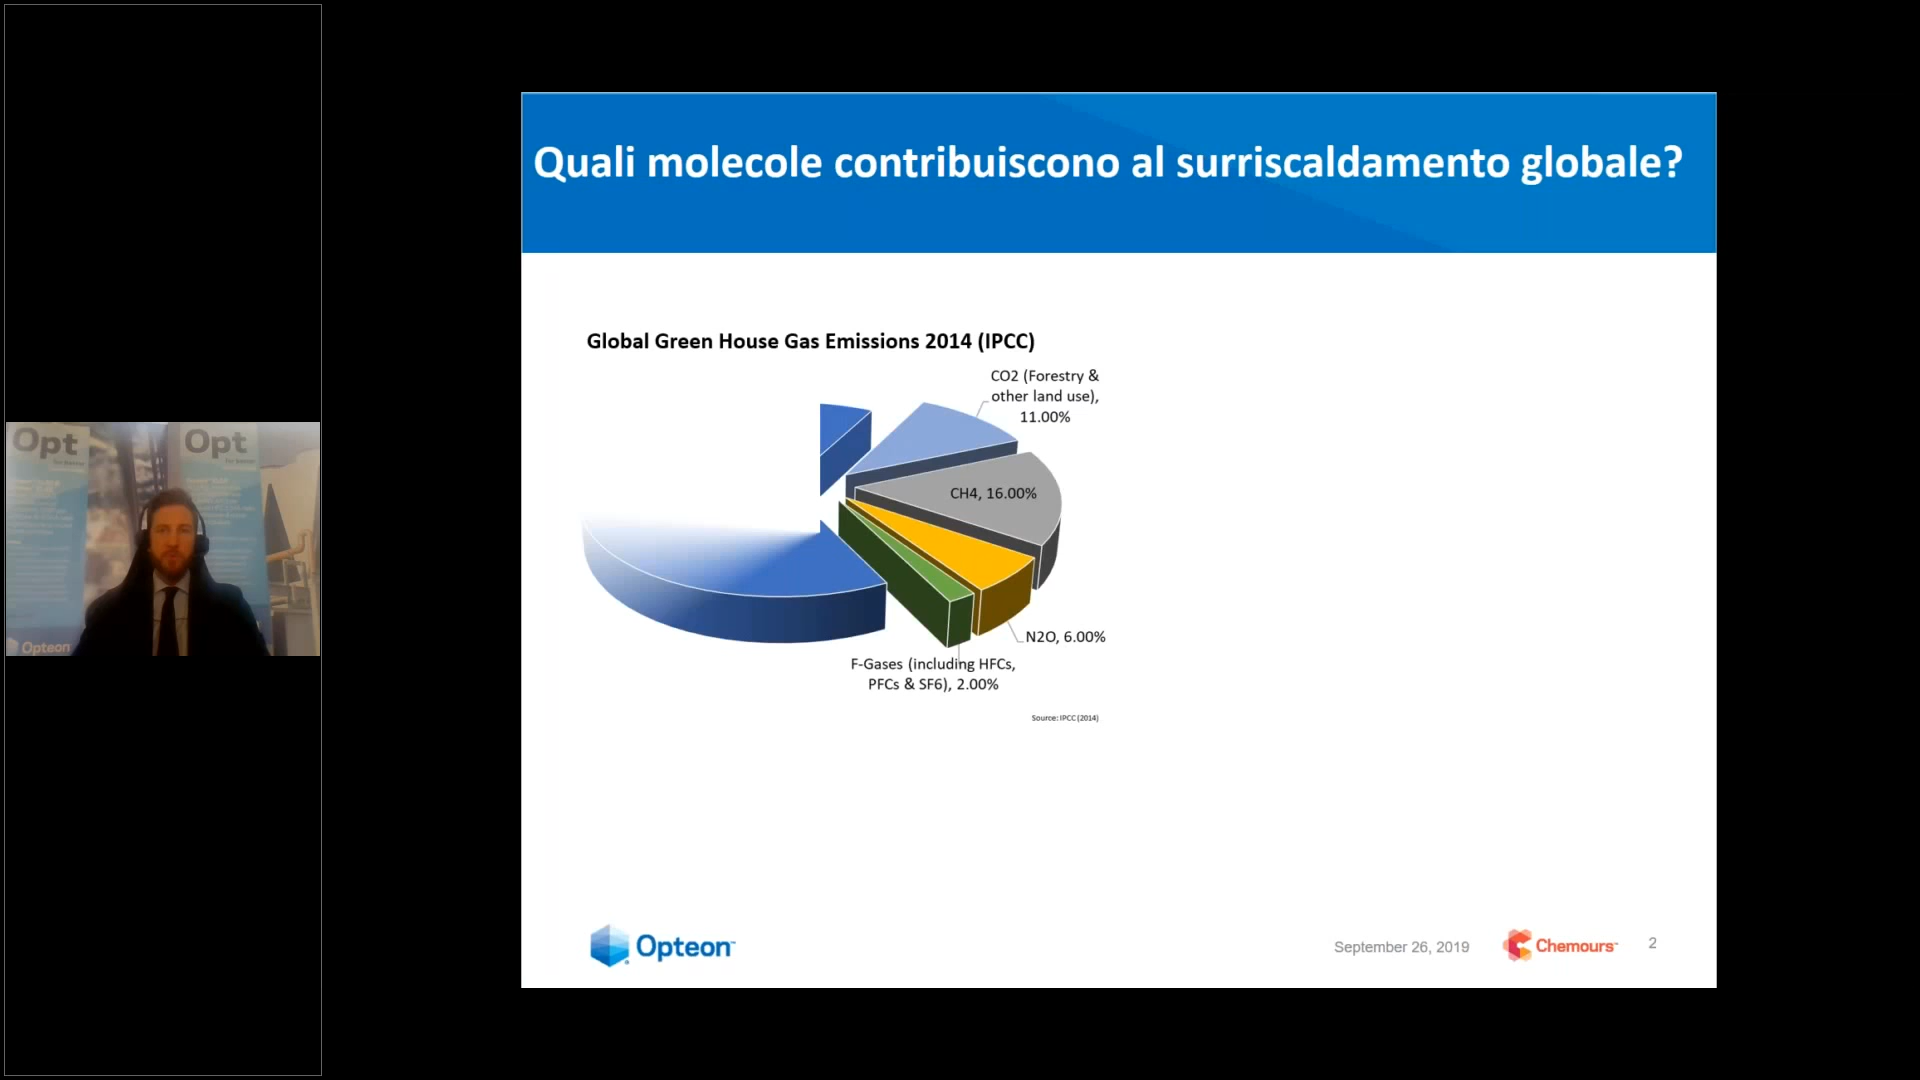 Quali molecole contribuiscono al surriscaldamento globale?
Global Green House Gas Emissions 2014 (IPCC)
CO2 (Forestry &
other land use),
11.00%
CH4, 16.00%
N2O, 6.00%
F-Gases (including HFCs,
PFCs & SF6), 2.00%
Source: IPCC (2014)
Opt
Opt
Opteon
Opteon™
September 26, 2019
Chemours™
2